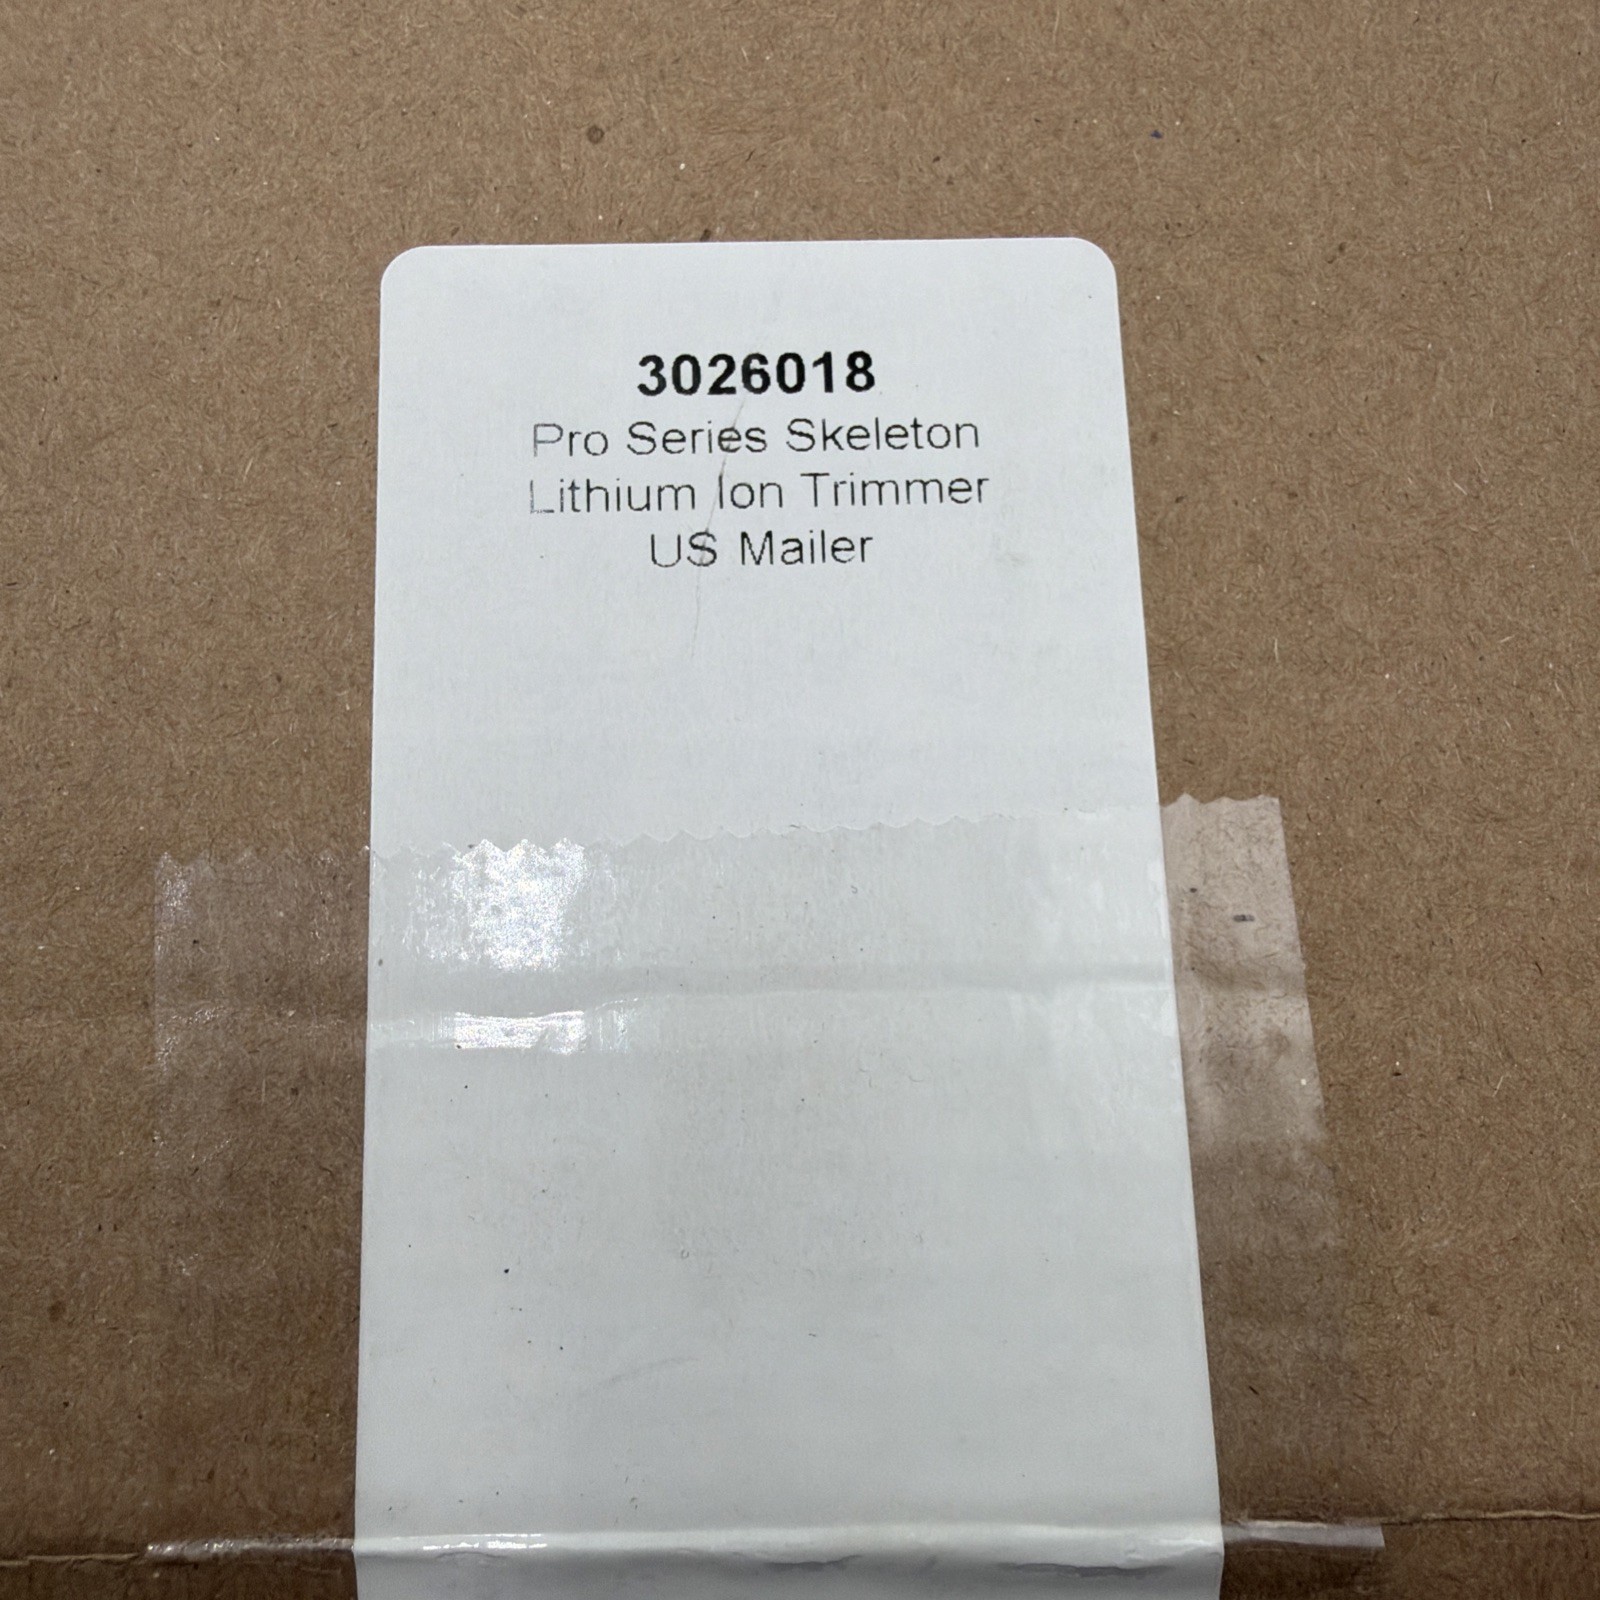 3026018
Pro Series Skeleton
Lithium Ion Trimmer
US Mailer